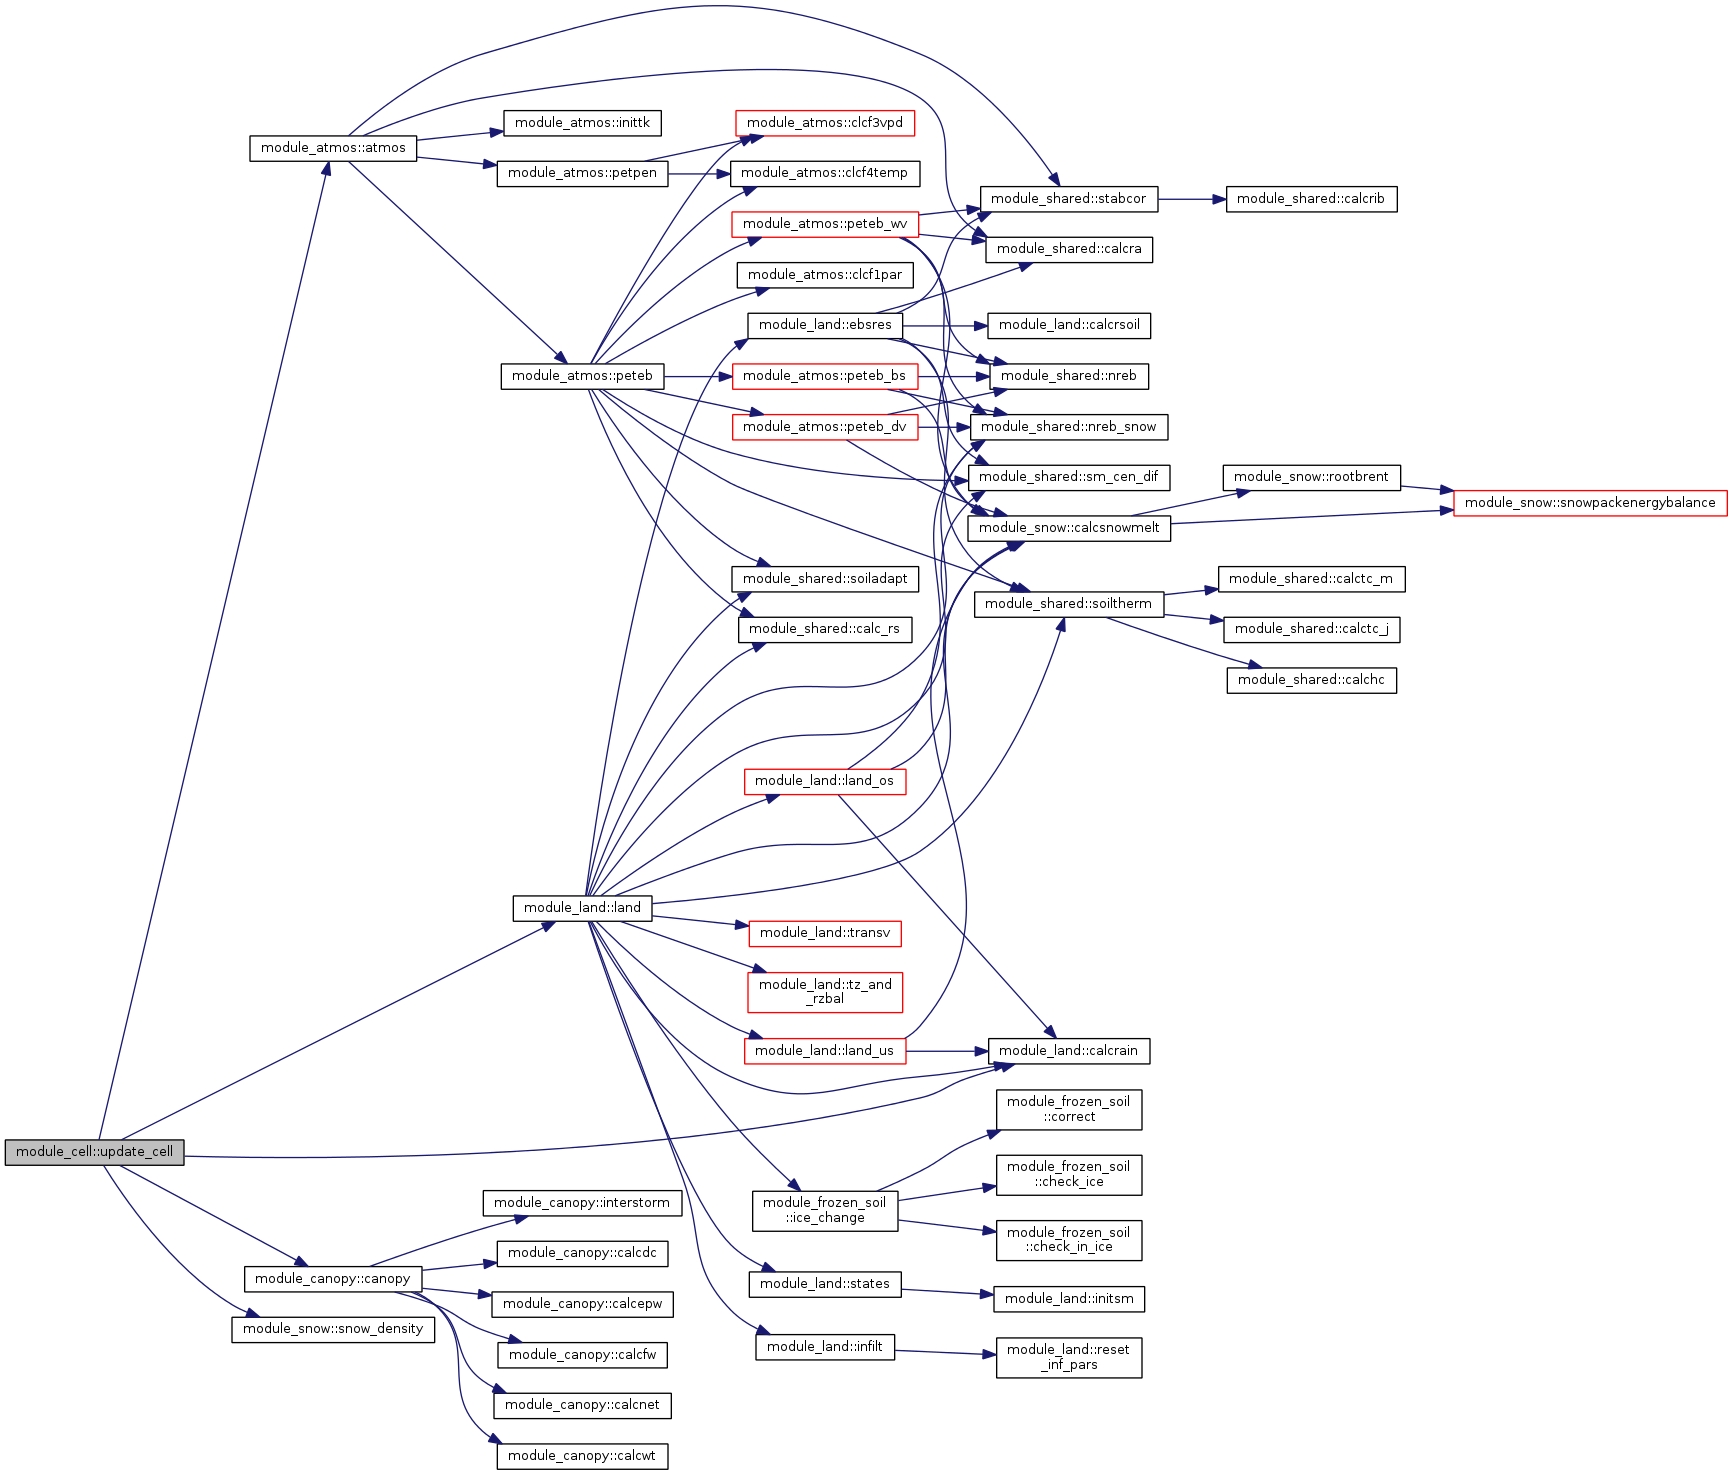 module_atmos::inittk
module_atmos::clcf3vpd
module_atmos::atmos
module_atmos::petpen
module_atmos::clcf4temp
module_shared::stabcor
module_shared::calcrib
module_atmos::peteb_wv
module_shared::calcra
module_atmos::clcf1par
module_land::ebsres
module_land::calcrsoil
module_atmos::peteb
module_atmos::peteb_bs
module_shared::nreb
module_atmos::peteb_dv
module_shared::nreb_snow
module_shared::sm_cen_dif
module_snow::rootbrent
module_snow::snowpackenergybalance
module_snow::calcsnowmelt
module_shared::soiladapt
module_shared::calctc_m
module_shared::soiltherm
module_shared::calc_rs
module_shared::calctc_j
module_shared::calchc
module_land::land_os
module_land::land
module_land::transv
module_land::tz_and
_rzbal
module_land::land_us
module_land::calcrain
module_frozen_soil
::correct
module_cell::update_cell
module_frozen_soil
::check_ice
module_canopy::interstorm
module_frozen_soil
::ice_change
module_frozen_soil
::check_in_ice
module_canopy::calcdc
module_canopy::canopy
module_land::states
module_canopy::calcepw
module_land::initsm
module_snow::snow_density
module_land::infilt
module_canopy::calcfw
module_land::reset
_inf_pars
module_canopy::calcnet
module_canopy::calcwt